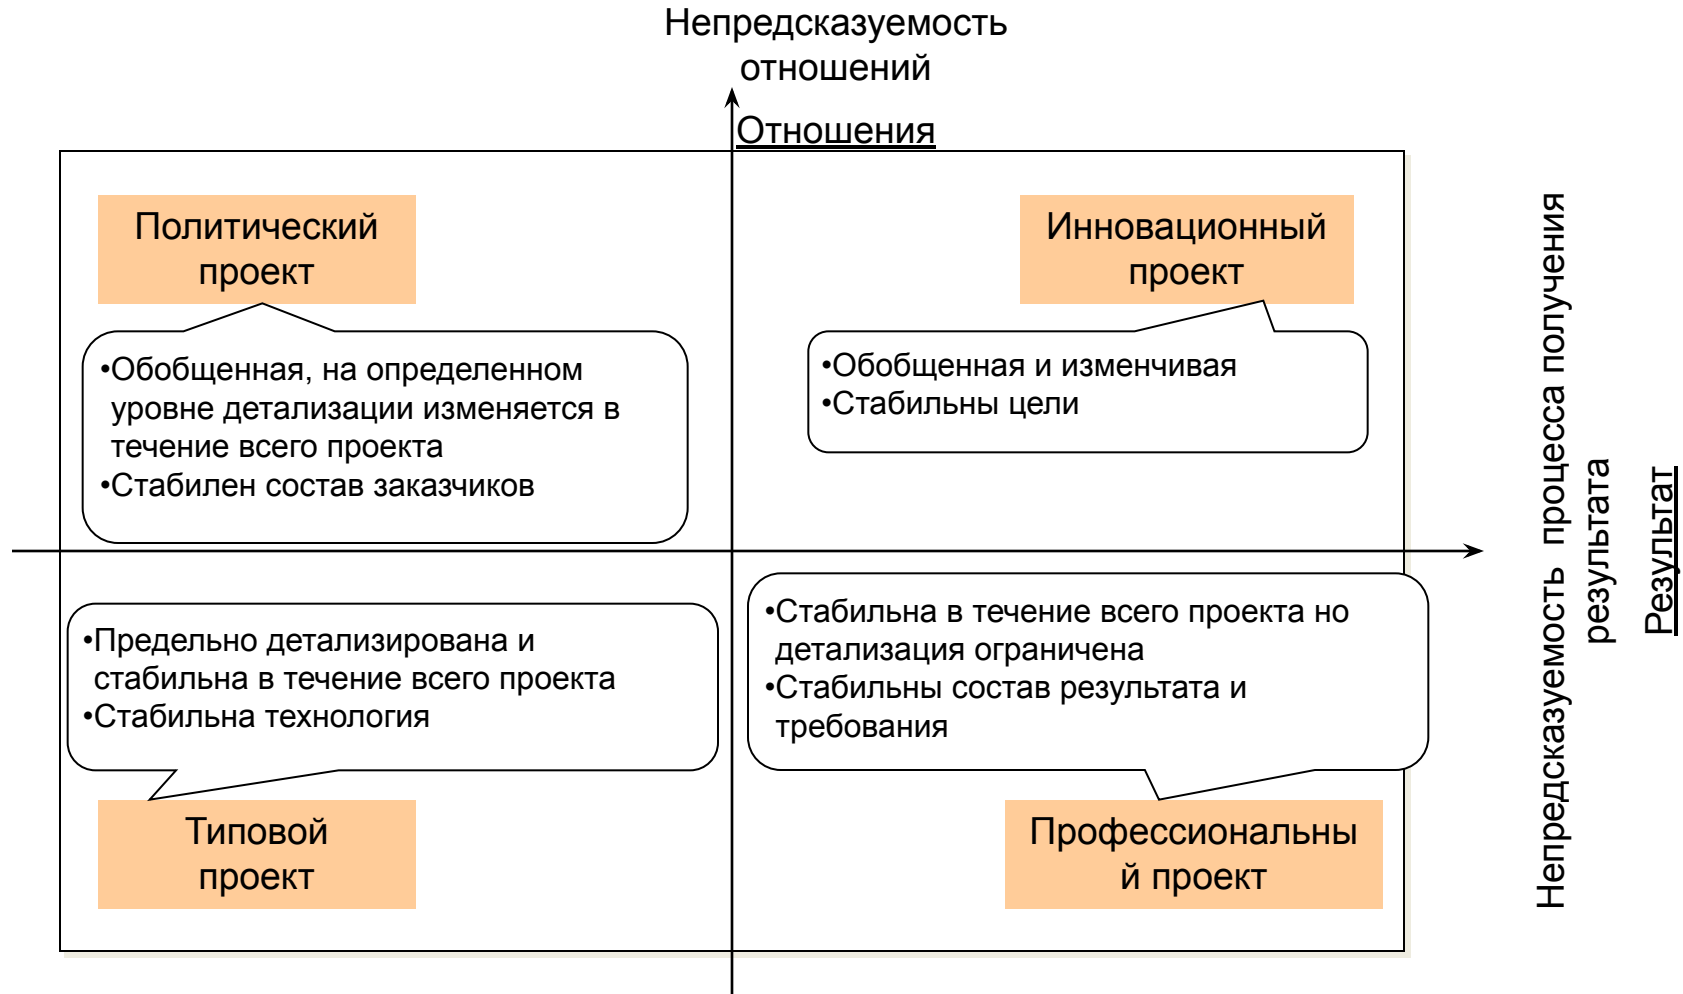 Непредсказуемость
отношений
Отношения
Политический
проект
•Обобщенная, на определенном
уровне детализации изменяется в
течение всего проекта
•Стабилен состав заказчиков
Инновационный
проект
•Обобщенная и изменчивая
•Стабильны цели
•Предельно детализирована и
стабильна в течение всего проекта
•Стабильна технология
Типовой
проект
•Стабильна в течение всего проекта но
детализация ограничена
•Стабильны состав результата и
требования
Профессиональны
й проект
Непредсказуемость процесса получения
результата
Результат